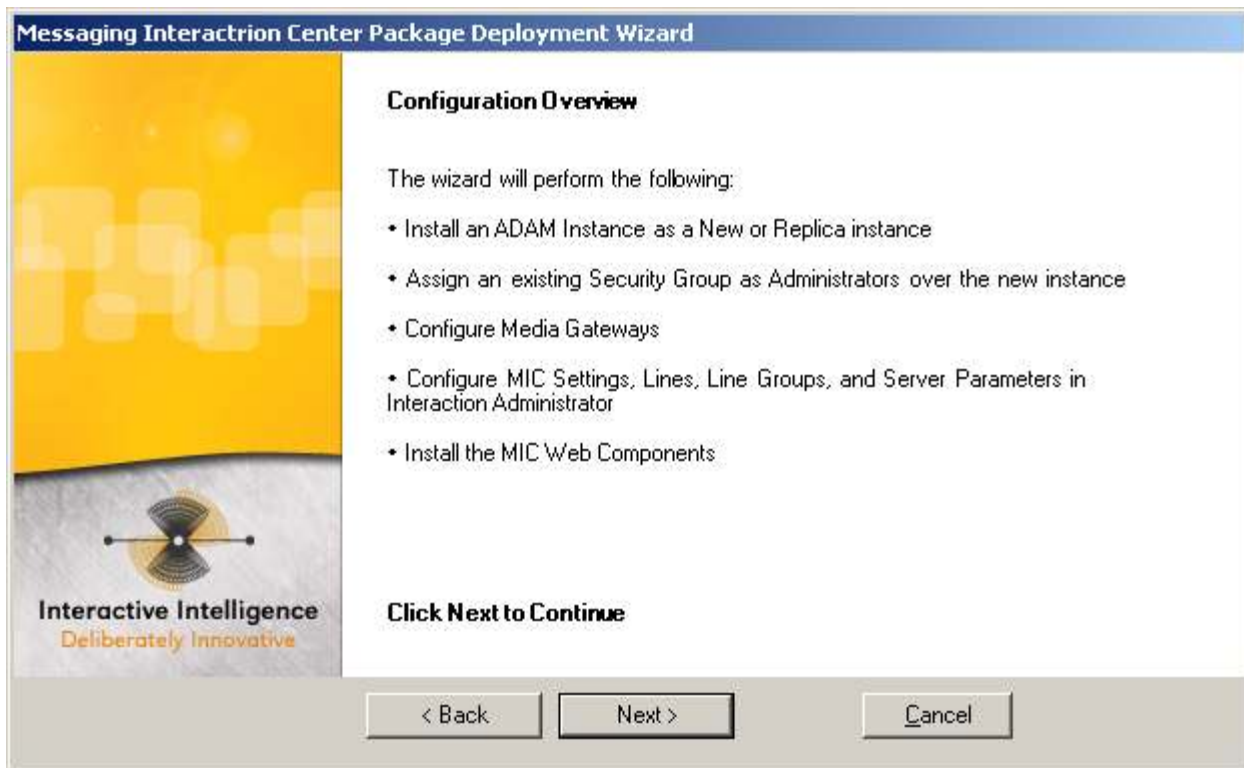 Messaging Interactrion Center Package Deployment Wizard
Configuration Overview
The wizard will perform the following:
• Install an ADAM Instance as a New or Replica instance
• Assign an existing Security Group as Administrators over the new instance
• Configure Media Gateways
• Configure MIC Settings, Lines, Line Groups, and Server Parameters in
Interaction Administrator
• Install the MIC Web Components
Interactive Intelligence
Deliberately Innovative
Click Next to Continue
< Back
Next >
Cancel